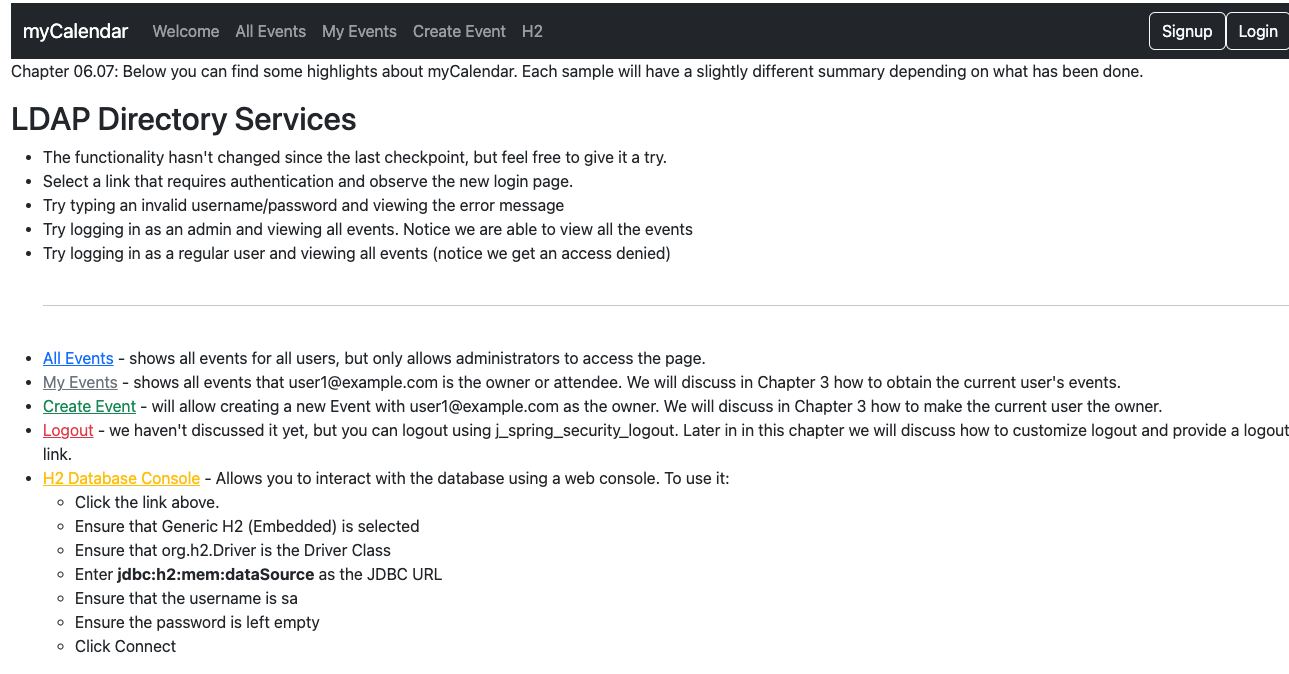 myCalendar Welcome All Events My Events Create Event H2 Signup Login
Chapter 06.07: Below you can find some highlights about myCalendar. Each sample will have a slightly different summary depending on what has been done.
LDAP Directory Services
• The functionality hasn't changed since the last checkpoint, but feel free to give it a try.
• Select a link that requires authentication and observe the new login page.
• Try typing an invalid username/password and viewing the error message
• Try logging in as an admin and viewing all events. Notice we are able to view all the events
• Try logging in as a regular user and viewing all events (notice we get an access denied)
• All Events - shows all events for all users, but only allows administrators to access the page.
• My Events - shows all events that user1@example.com is the owner or attendee. We will discuss in Chapter 3 how to obtain the current user's events.
• Create Event - will allow creating a new Event with user1@example.com as the owner. We will discuss in Chapter 3 how to make the current user the owner.
• Logout - we haven't discussed it yet, but you can logout using j_spring_security_logout. Later in in this chapter we will discuss how to customize logout and provide a logout
link.
• H2 Database Console - Allows you to interact with the database using a web console. To use it:
◦ Click the link above.
◦ Ensure that Generic H2 (Embedded) is selected
◦ Ensure that org.h2.Driver is the Driver Class
◦ Enter jdbc:h2:mem:dataSource as the JDBC URL
◦ Ensure that the username is sa
◦ Ensure the password is left empty
◦ Click Connect